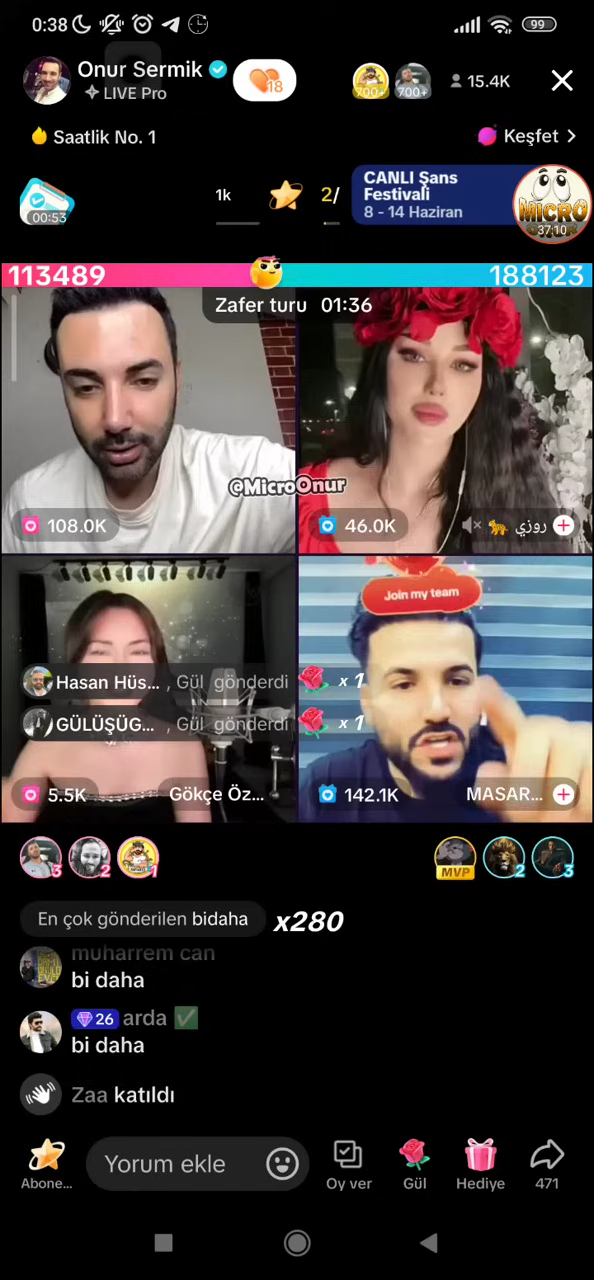 0:38
99
Onur Sermik
LIVE Pro
18
700+
700+
15.4K
Saatlik No. 1
Keşfet
00:53
1k
2/
CANLI Şans
Festivali
8 - 14 Haziran
MICRO
37:10
113489
188123
Zafer turu 01:36
@MicroOnur
108.0K
46.0K
روزي
Join my team
Hasan Hüs... , Gül gönderdi x 1
GÜLÜŞÜG... , Gül gönderdi x 1
5.5K
Gökçe Öz...
142.1K
MASAR...
3
2
1
MVP
2
3
En çok gönderilen bidaha x280
muharrem can
bi daha
26 arda
bi daha
Zaa katıldı
Abone...
Yorum ekle
Oy ver
Gül
Hediye
471